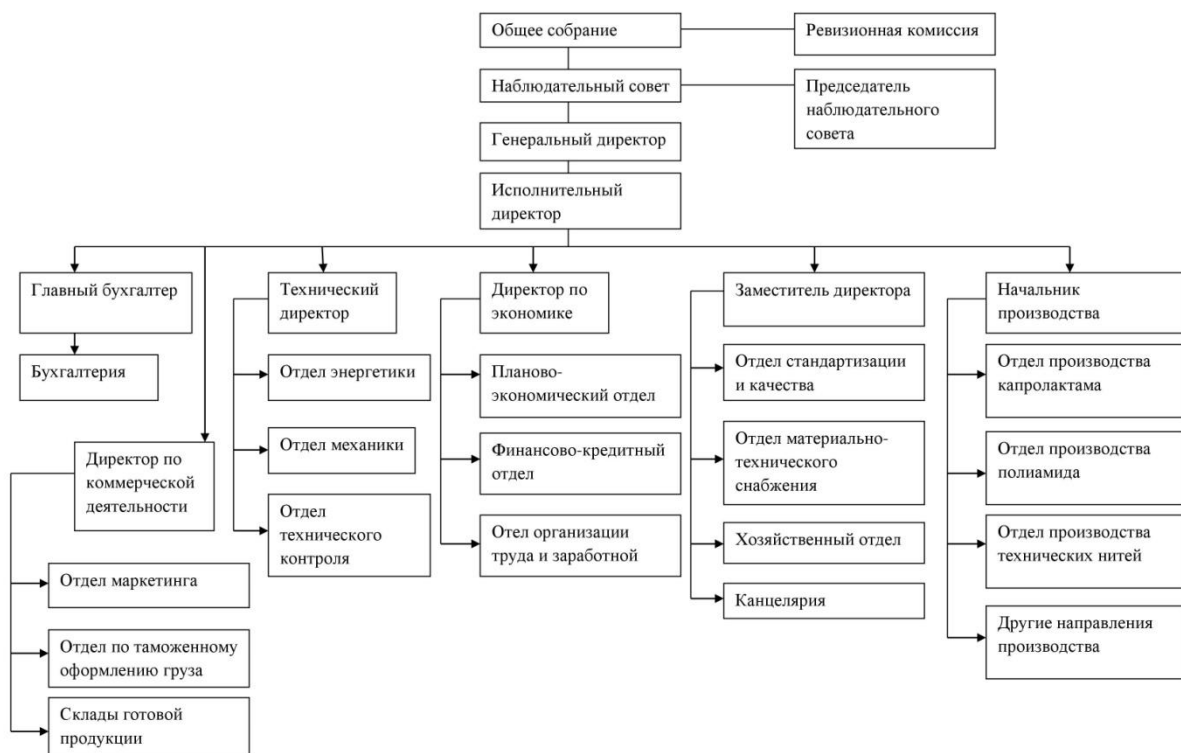 Общее собрание
Ревизионная комиссия
Наблюдательный совет
Председатель
наблюдательного
совета
Генеральный директор
Исполнительный
директор
Главный бухгалтер
Бухгалтерия
Директор по
коммерческой
деятельности
Отдел маркетинга
Отдел по таможенному
оформлению груза
Склады готовой
продукции
Технический
директор
Отдел энергетики
Отдел механики
Отдел
технического
контроля
Директор по
экономике
Планово-
экономический отдел
Финансово-кредитный
отдел
Отел организации
труда и заработной
Заместитель директора
Отдел стандартизации
и качества
Отдел материально-
технического
снабжения
Хозяйственный отдел
Канцелярия
Начальник
производства
Отдел производства
капролактама
Отдел производства
полиамида
Отдел производства
технических нитей
Другие направления
производства